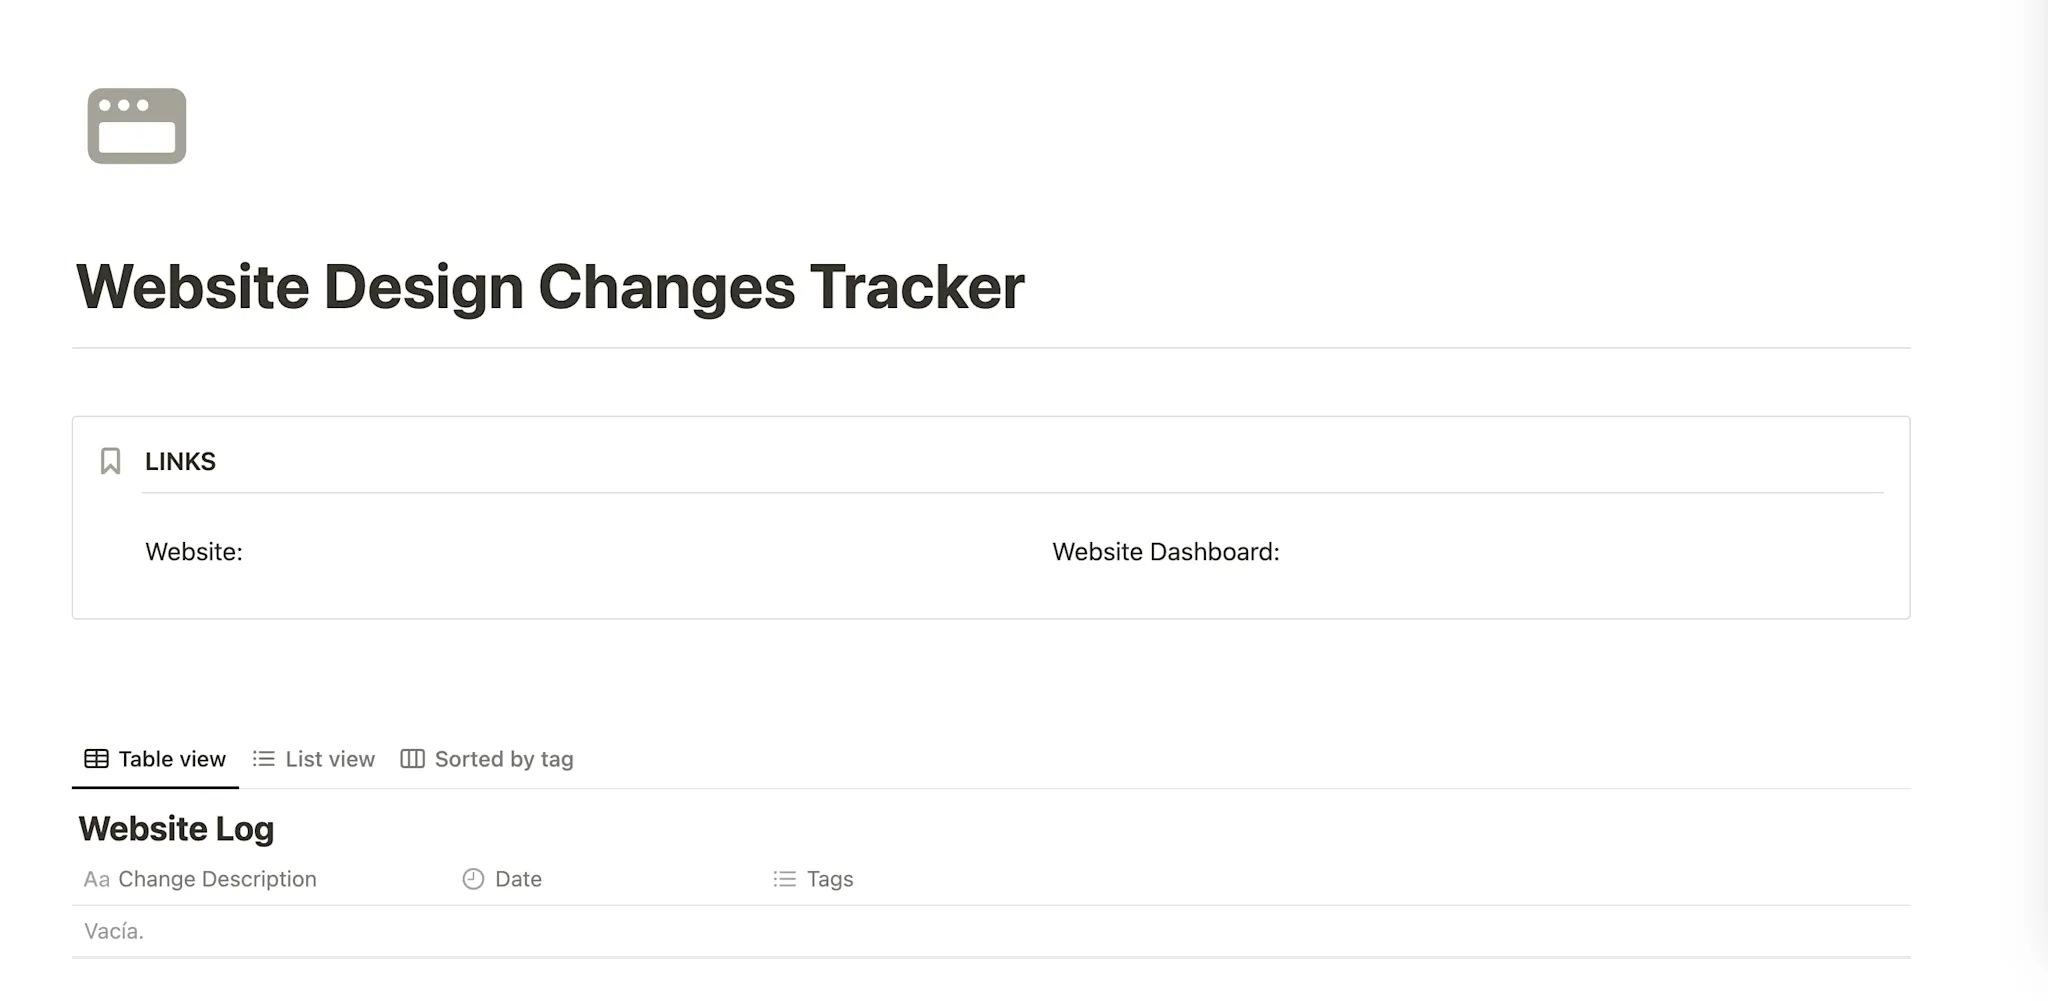 Website Design Changes Tracker
LINKS
Website:
Website Dashboard:
Table view
List view
Sorted by tag
Website Log
Aa Change Description
Date
Tags
Vacía.